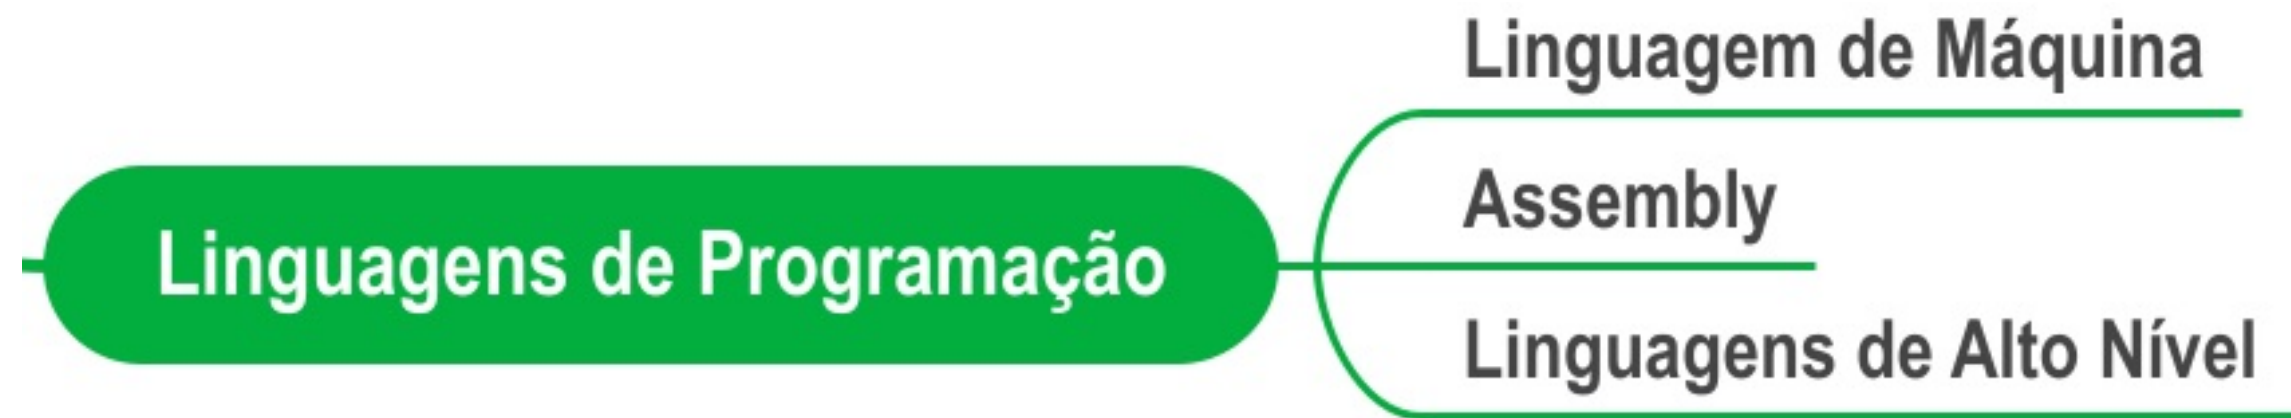 Linguagem de Máquina
Assembly
Linguagens de Programação
Linguagens de Alto Nível